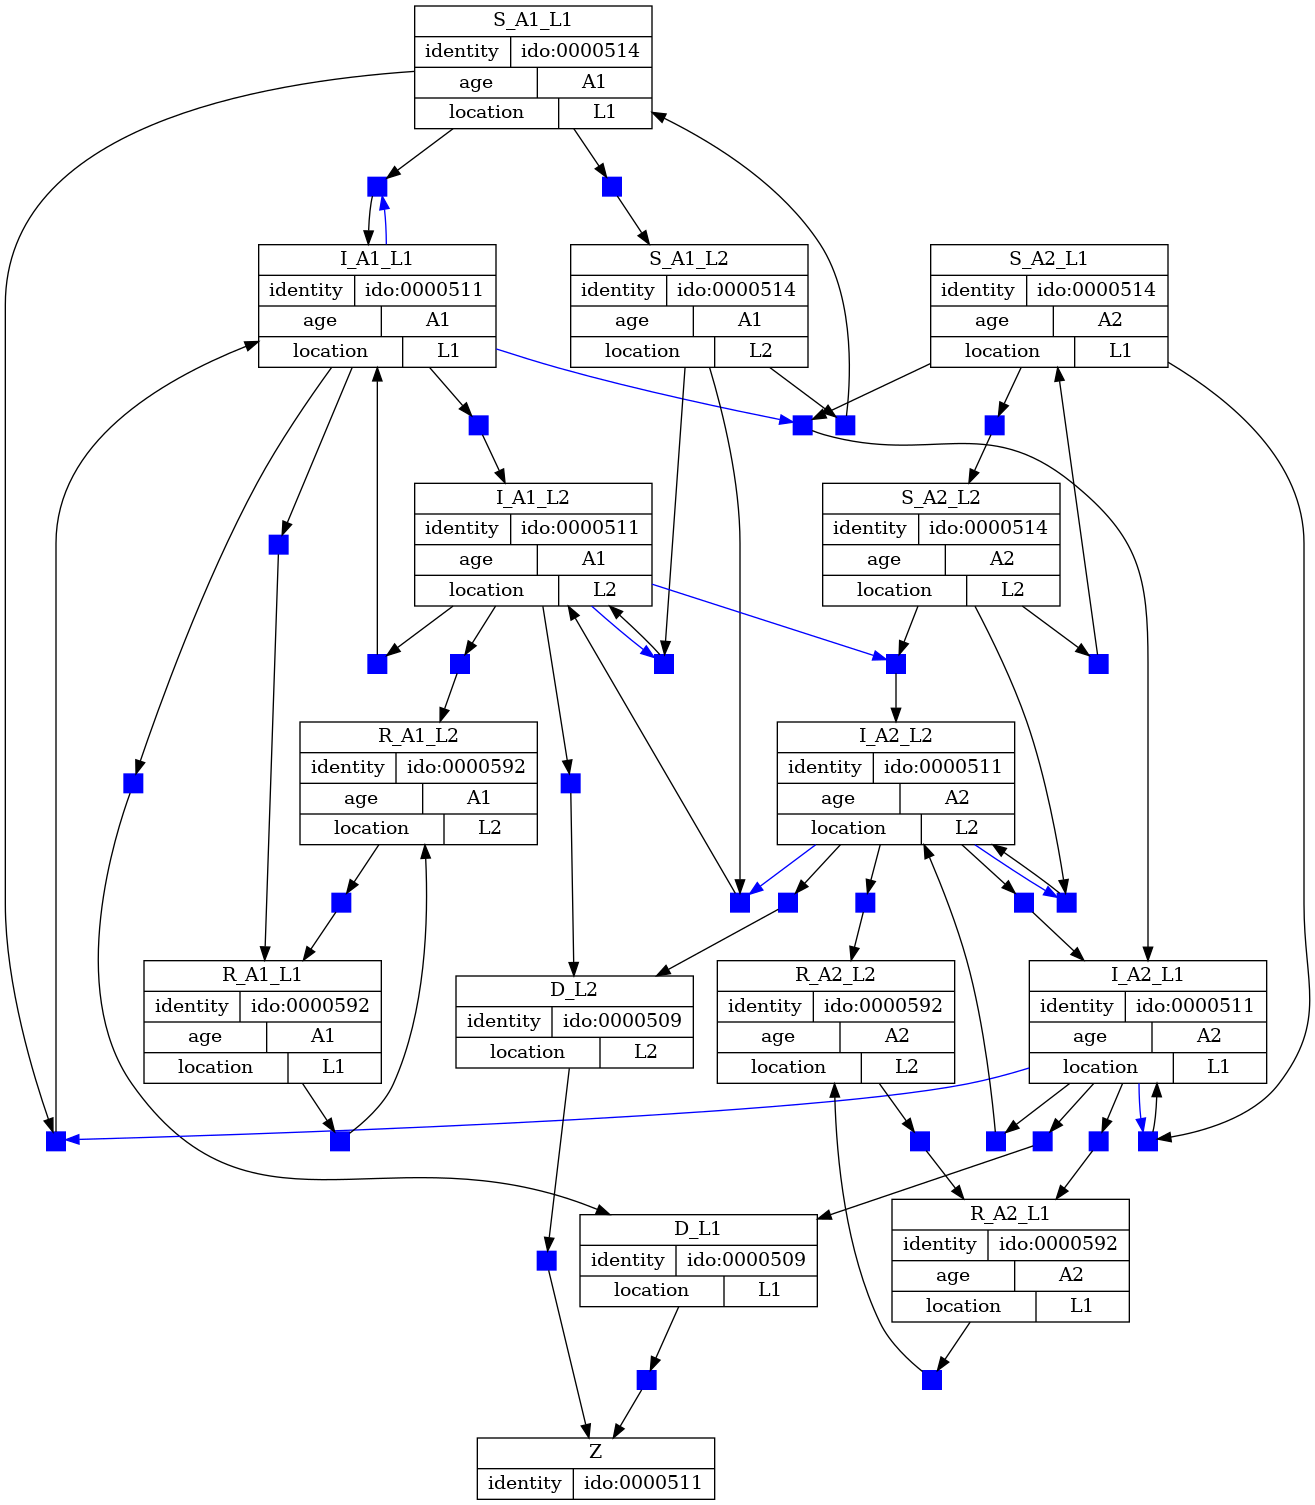 S_A1_L1
identity ido:0000514
age A1
location L1
I_A1_L1
identity ido:0000511
age A1
location L1
S_A1_L2
identity ido:0000514
age A1
location L2
S_A2_L1
identity ido:0000514
age A2
location L1
I_A1_L2
identity ido:0000511
age A1
location L2
S_A2_L2
identity ido:0000514
age A2
location L2
R_A1_L2
identity ido:0000592
age A1
location L2
I_A2_L2
identity ido:0000511
age A2
location L2
R_A1_L1
identity ido:0000592
age A1
location L1
D_L2
identity ido:0000509
location L2
R_A2_L2
identity ido:0000592
age A2
location L2
I_A2_L1
identity ido:0000511
age A2
location L1
D_L1
identity ido:0000509
location L1
R_A2_L1
identity ido:0000592
age A2
location L1
Z
identity ido:0000511